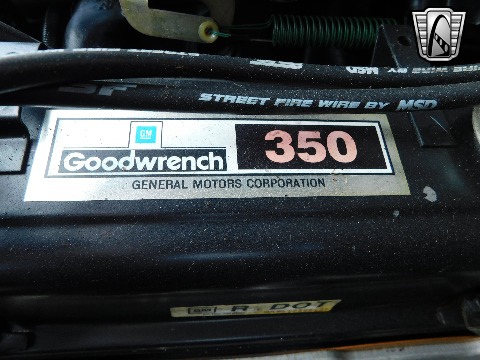 STREET FIRE WIRE BY MSD
GM
Goodwrench
350
GENERAL MOTORS CORPORATION